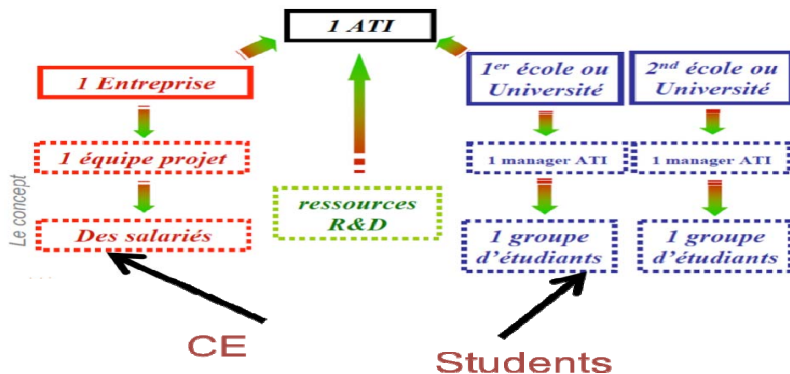 1 ATI
1 Entreprise
1er école ou
Université
2nd école ou
Université
1 équipe projet
1 manager ATI
1 manager ATI
ressources
R&D
Des salariés
1 groupe
d'étudiants
1 groupe
d'étudiants
Le concept
CE
Students